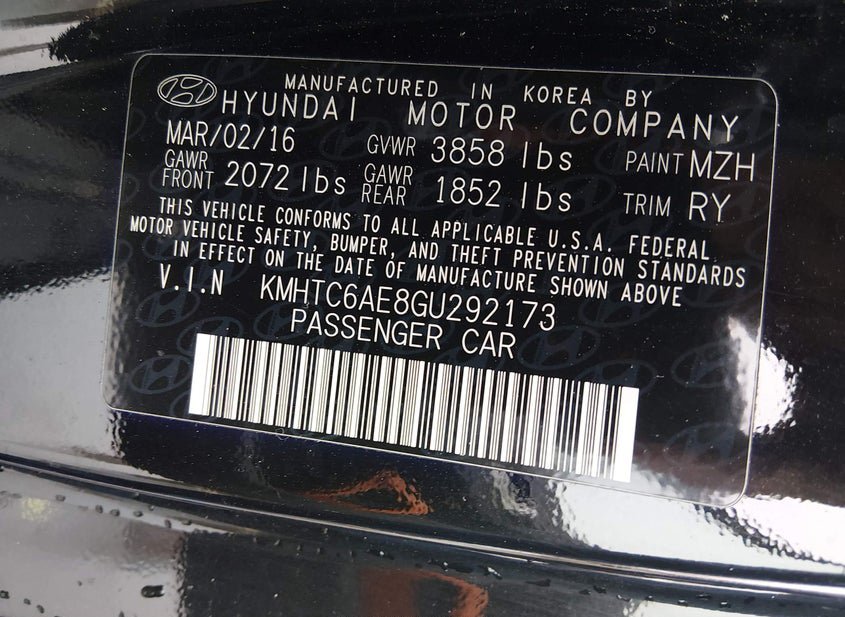 MANUFACTURED IN KOREA BY
HYUNDAI MOTOR COMPANY
MAR/02/16 GVWR 3858 lbs PAINT MZH
GAWR FRONT 2072 lbs GAWR REAR 1852 lbs TRIM RY
THIS VEHICLE CONFORMS TO ALL APPLICABLE U.S.A. FEDERAL
MOTOR VEHICLE SAFETY, BUMPER, AND THEFT PREVENTION STANDARDS
IN EFFECT ON THE DATE OF MANUFACTURE SHOWN ABOVE
V.I.N KMHTC6AE8GU292173
PASSENGER CAR